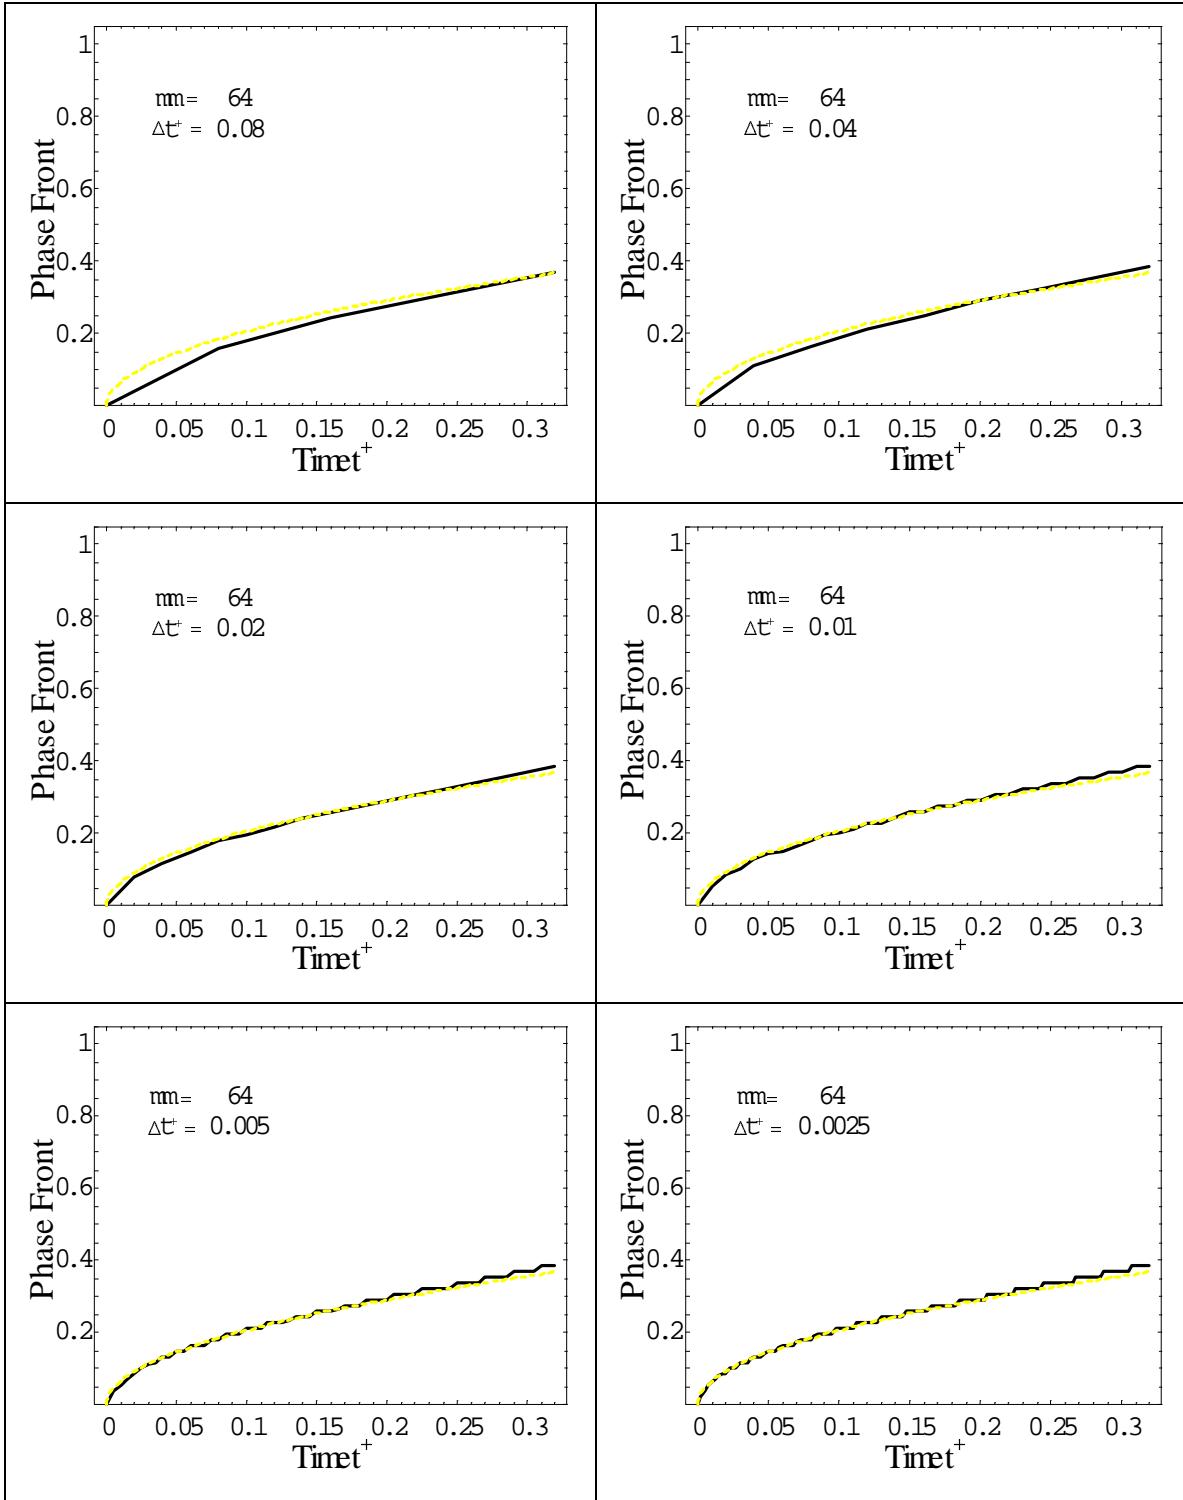 1
0.8
0.6
0.4
0.2
Phase Front
mm= 64
Δt⁺ = 0.08
0 0.05 0.1 0.15 0.2 0.25 0.3
Timet⁺
1
0.8
0.6
0.4
0.2
Phase Front
mm= 64
Δt⁺ = 0.04
0 0.05 0.1 0.15 0.2 0.25 0.3
Timet⁺
1
0.8
0.6
0.4
0.2
Phase Front
mm= 64
Δt⁺ = 0.02
0 0.05 0.1 0.15 0.2 0.25 0.3
Timet⁺
1
0.8
0.6
0.4
0.2
Phase Front
mm= 64
Δt⁺ = 0.01
0 0.05 0.1 0.15 0.2 0.25 0.3
Timet⁺
1
0.8
0.6
0.4
0.2
Phase Front
mm= 64
Δt⁺ = 0.005
0 0.05 0.1 0.15 0.2 0.25 0.3
Timet⁺
1
0.8
0.6
0.4
0.2
Phase Front
mm= 64
Δt⁺ = 0.0025
0 0.05 0.1 0.15 0.2 0.25 0.3
Timet⁺